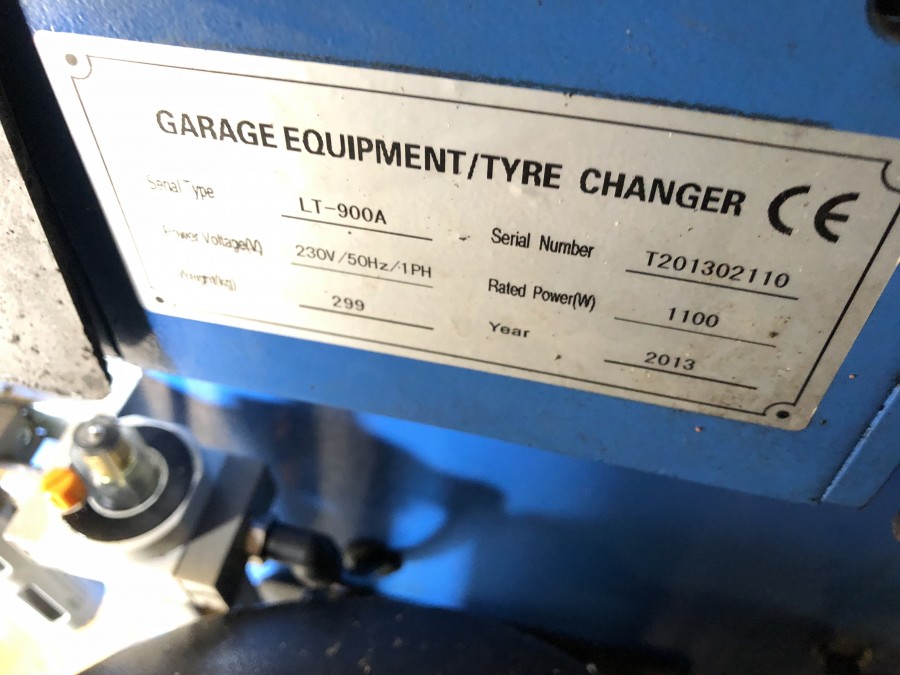 GARAGE EQUIPMENT/TYRE CHANGER CE
Serial Type LT-900A Serial Number T201302110
Power Voltage(V) 230V/50Hz/1PH Rated Power(W) 1100
Weight(kg) 299 Year 2013